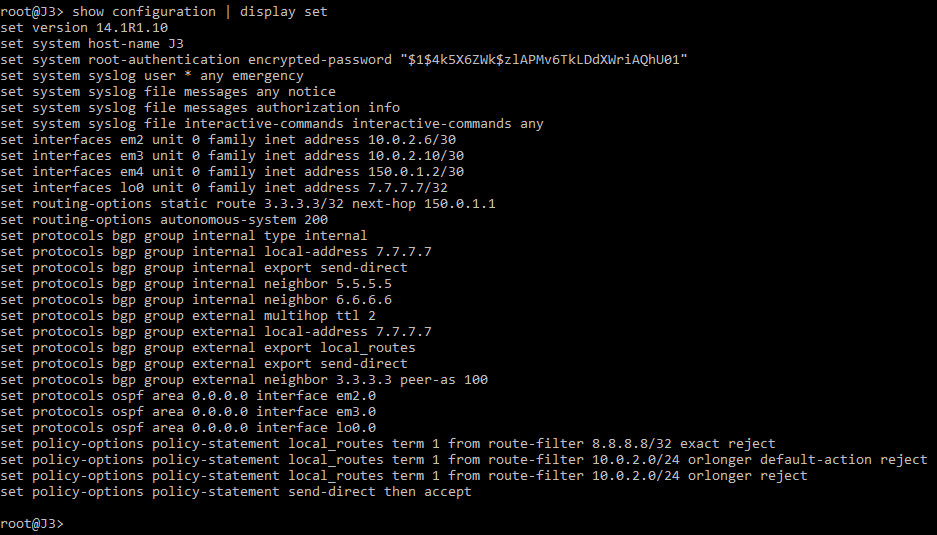 root@J3> show configuration | display set
set version 14.1R1.10
set system host-name J3
set system root-authentication encrypted-password "$1$4k5X6ZWk$zlAPMv6TkLDdXWriAQhU01"
set system syslog user * any emergency
set system syslog file messages any notice
set system syslog file messages authorization info
set system syslog file interactive-commands interactive-commands any
set interfaces em2 unit 0 family inet address 10.0.2.6/30
set interfaces em3 unit 0 family inet address 10.0.2.10/30
set interfaces em4 unit 0 family inet address 150.0.1.2/30
set interfaces lo0 unit 0 family inet address 7.7.7.7/32
set routing-options static route 3.3.3.3/32 next-hop 150.0.1.1
set routing-options autonomous-system 200
set protocols bgp group internal type internal
set protocols bgp group internal local-address 7.7.7.7
set protocols bgp group internal export send-direct
set protocols bgp group internal neighbor 5.5.5.5
set protocols bgp group internal neighbor 6.6.6.6
set protocols bgp group external multihop ttl 2
set protocols bgp group external local-address 7.7.7.7
set protocols bgp group external export local_routes
set protocols bgp group external export send-direct
set protocols bgp group external neighbor 3.3.3.3 peer-as 100
set protocols ospf area 0.0.0.0 interface em2.0
set protocols ospf area 0.0.0.0 interface em3.0
set protocols ospf area 0.0.0.0 interface lo0.0
set policy-options policy-statement local_routes term 1 from route-filter 8.8.8.8/32 exact reject
set policy-options policy-statement local_routes term 1 from route-filter 10.0.2.0/24 orlonger default-action reject
set policy-options policy-statement local_routes term 1 from route-filter 10.0.2.0/24 orlonger reject
set policy-options policy-statement send-direct then accept
root@J3>